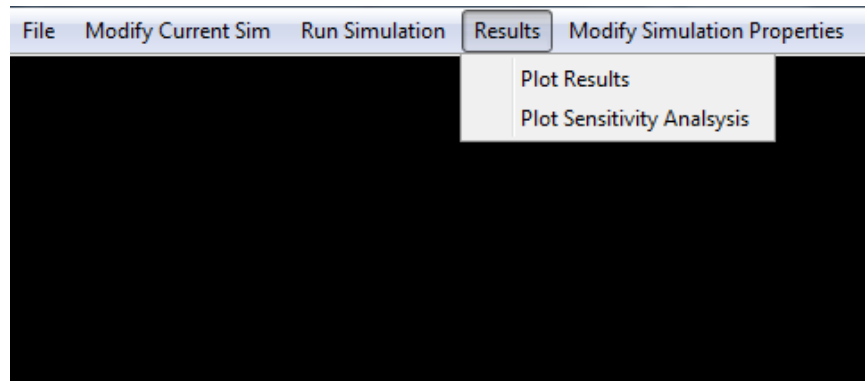 File Modify Current Sim Run Simulation Results Modify Simulation Properties
Plot Results
Plot Sensitivity Analsysis